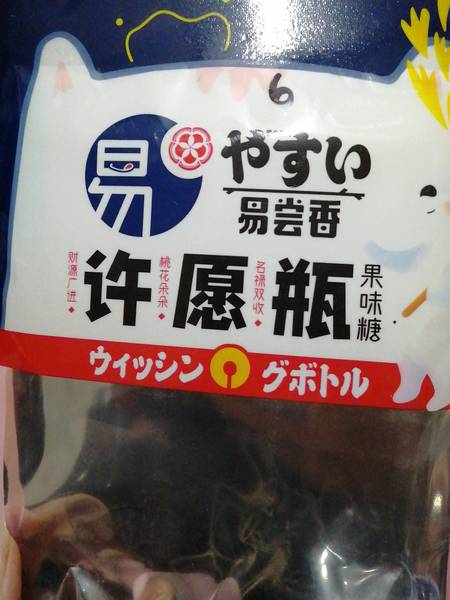 易
やすい
易尝香
财源广进
许愿瓶
桃花朵朵
名禄双收
果味糖
ウィッシングボトル